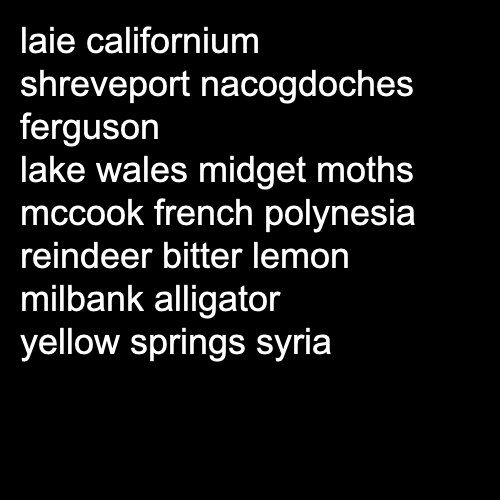 laie californium
shreveport nacogdoches
ferguson
lake wales midget moths
mccook french polynesia
reindeer bitter lemon
milbank alligator
yellow springs syria